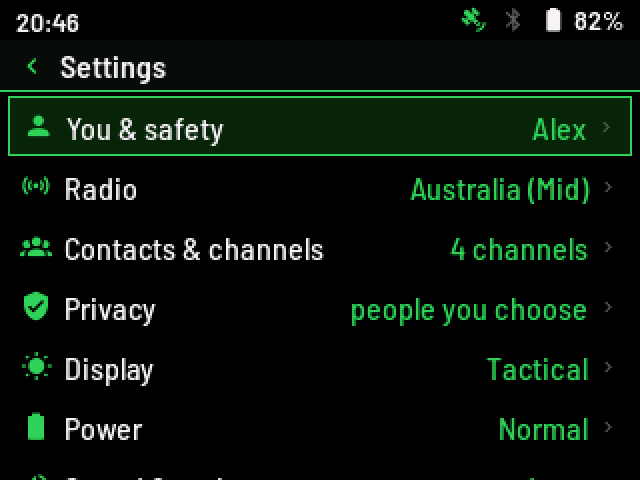 20:46
82%
Settings
You & safety Alex
Radio Australia (Mid)
Contacts & channels 4 channels
Privacy people you choose
Display Tactical
Power Normal